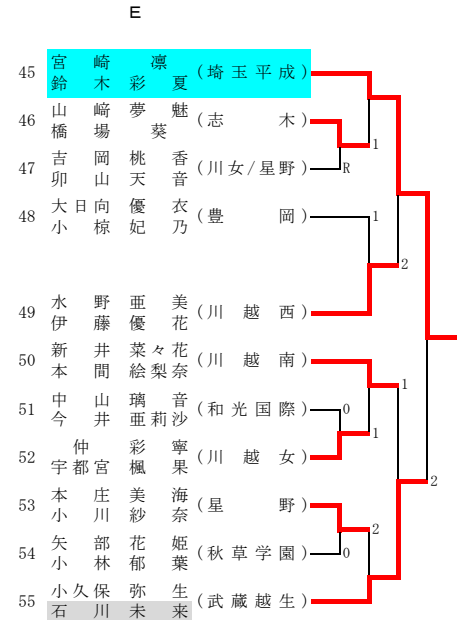 E
45 宮崎凛 (埼玉平成)
鈴木彩夏
46 山﨑夢魅 (志木)
橋場葵
1
47 吉岡桃香 (川女/星野) R
卯山天音
48 大日向優衣 (豊岡) 1
小椋妃乃
2
49 水野亜美 (川越西)
伊藤優花
50 新井菜々花 (川越南)
本間絵梨奈
1
51 中山璃音 (和光国際) 0
今井亜莉沙
1
52 仲彩寧 (川越女)
宇都宮楓果
2
53 本庄美海 (星野)
小川紗奈
2
54 矢部花姫 (秋草学園) 0
小林郁葉
55 小久保弥生 (武蔵越生)
石川未来